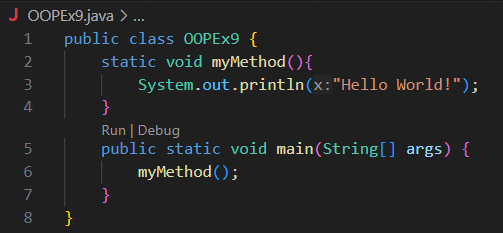 J OOPEx9.java > ...
1 public class OOPEx9 {
2     static void myMethod(){
3         System.out.println(x:"Hello World!");
4     }
Run | Debug
5     public static void main(String[] args) {
6         myMethod();
7     }
8 }